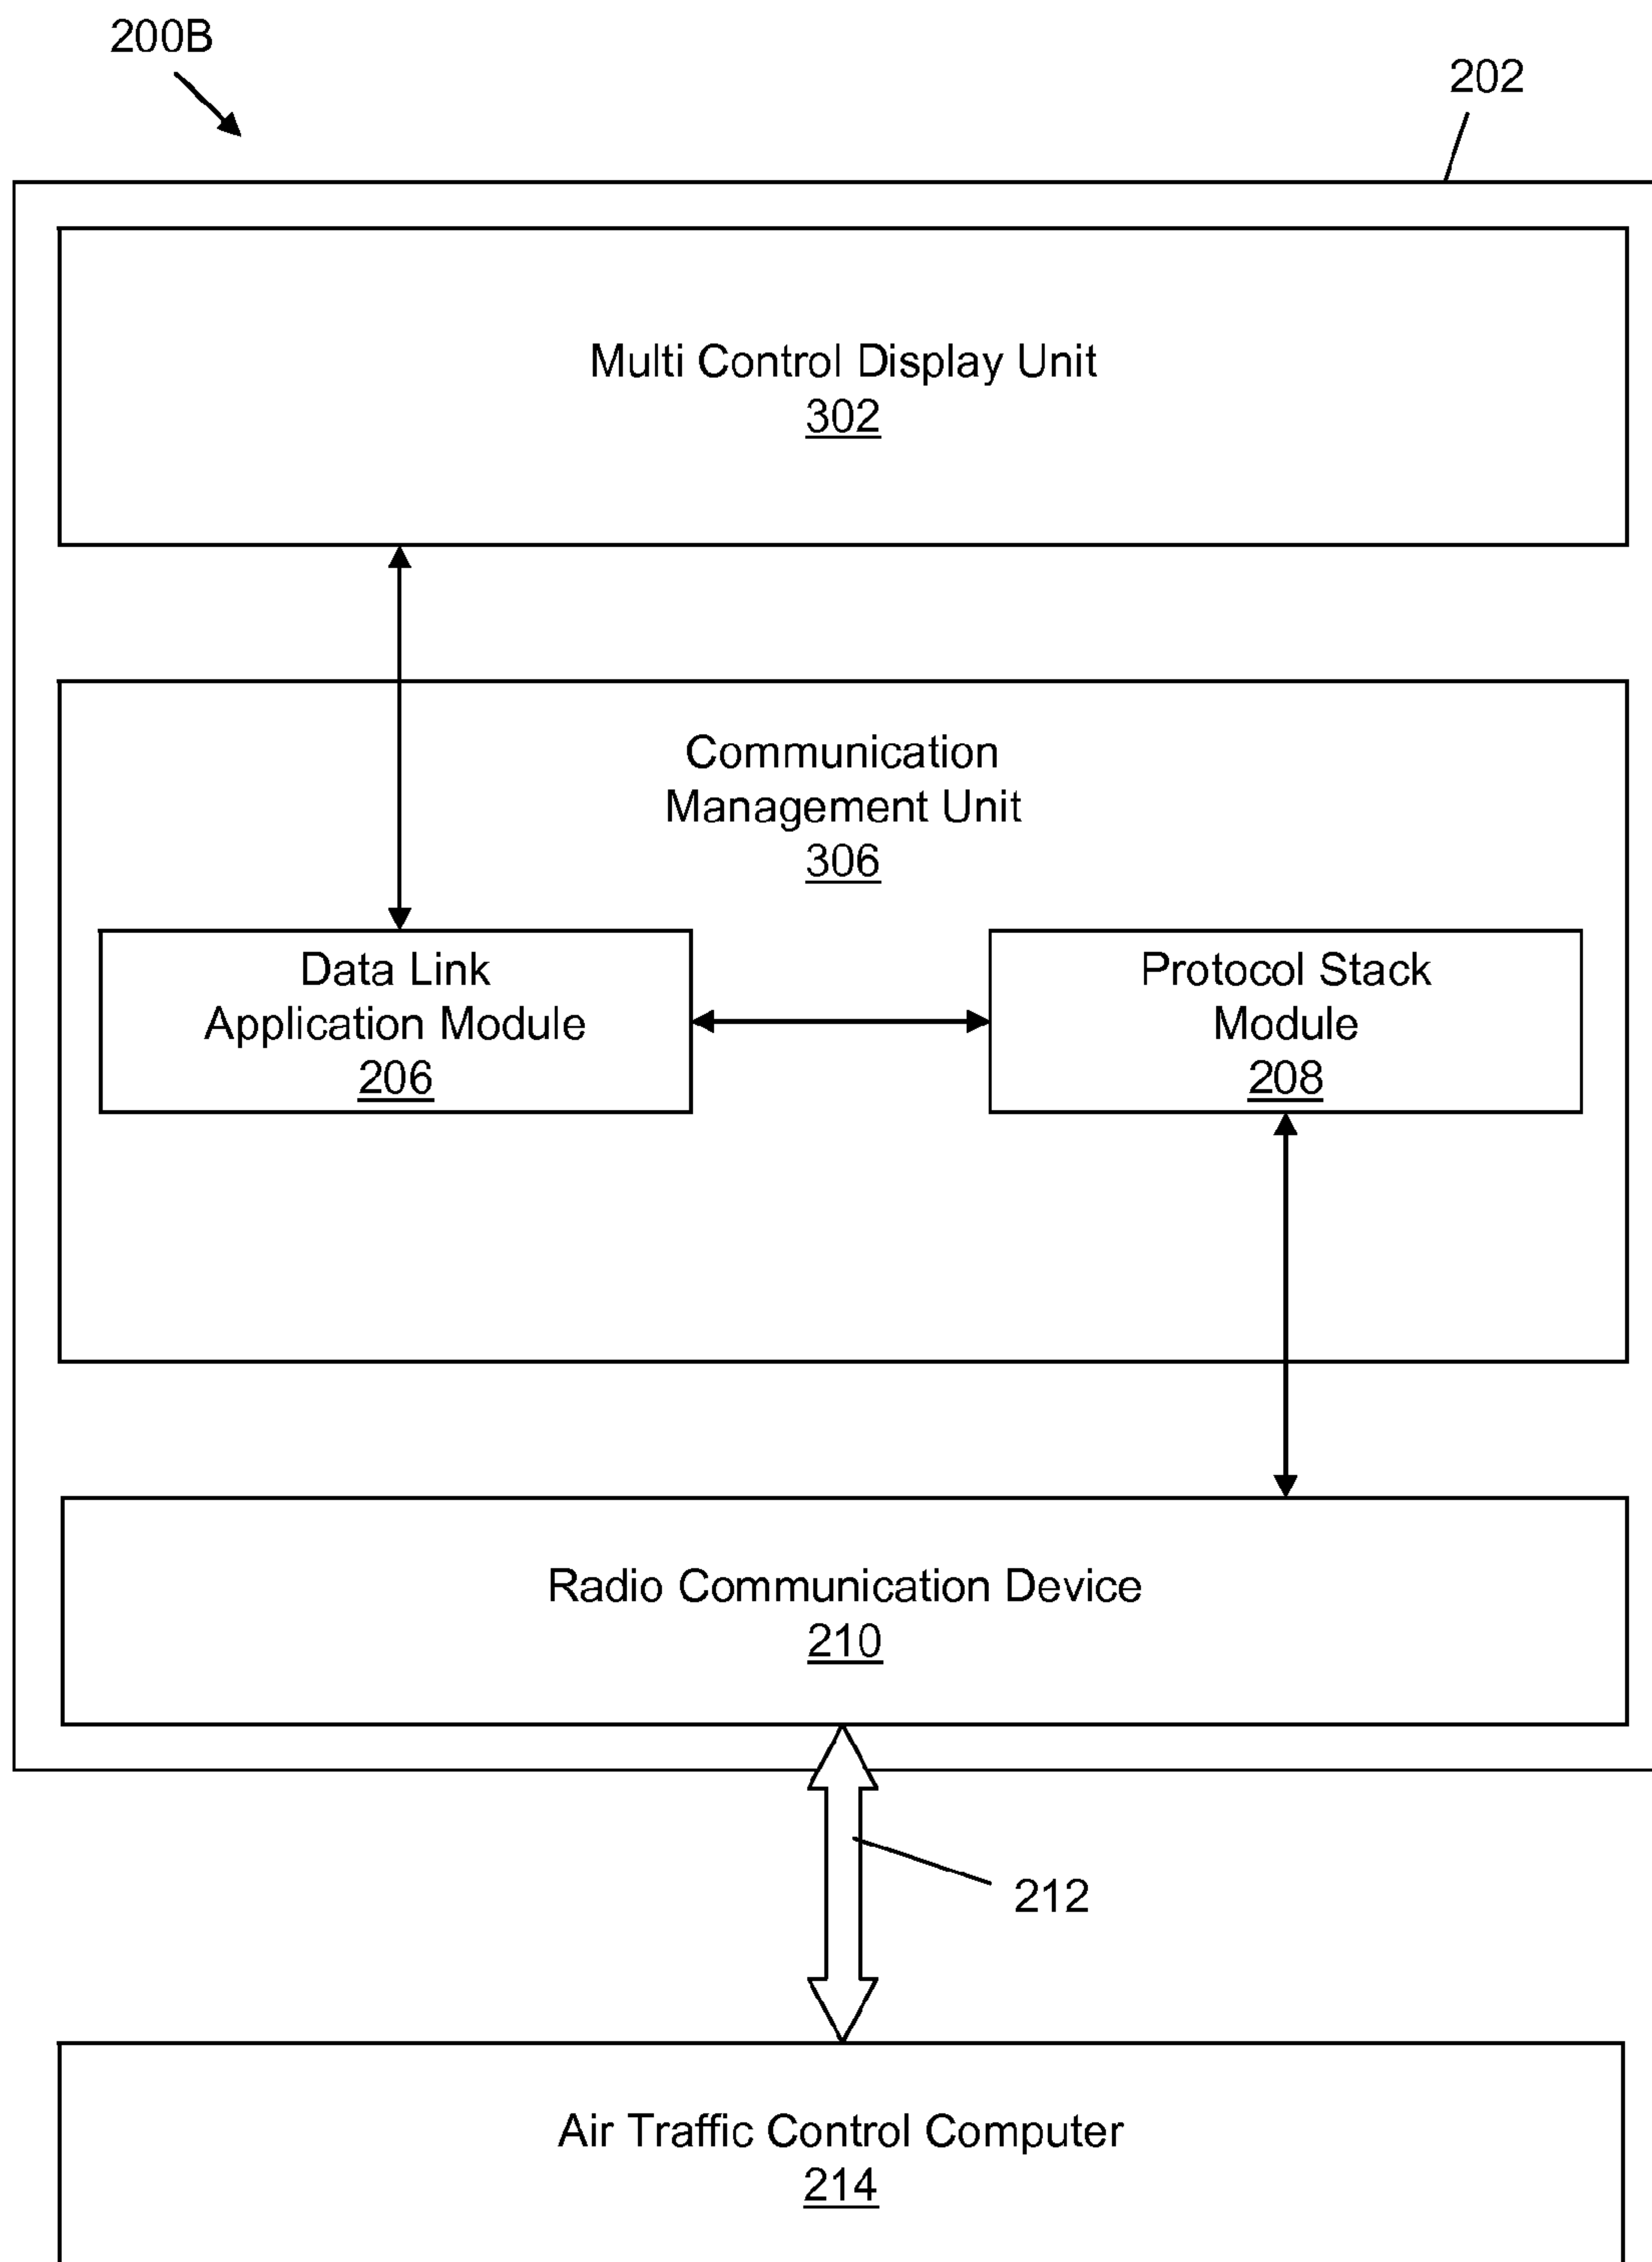 200B
202
Multi Control Display Unit
302
Communication
Management Unit
306
Data Link
Application Module
206
Protocol Stack
Module
208
Radio Communication Device
210
212
Air Traffic Control Computer
214